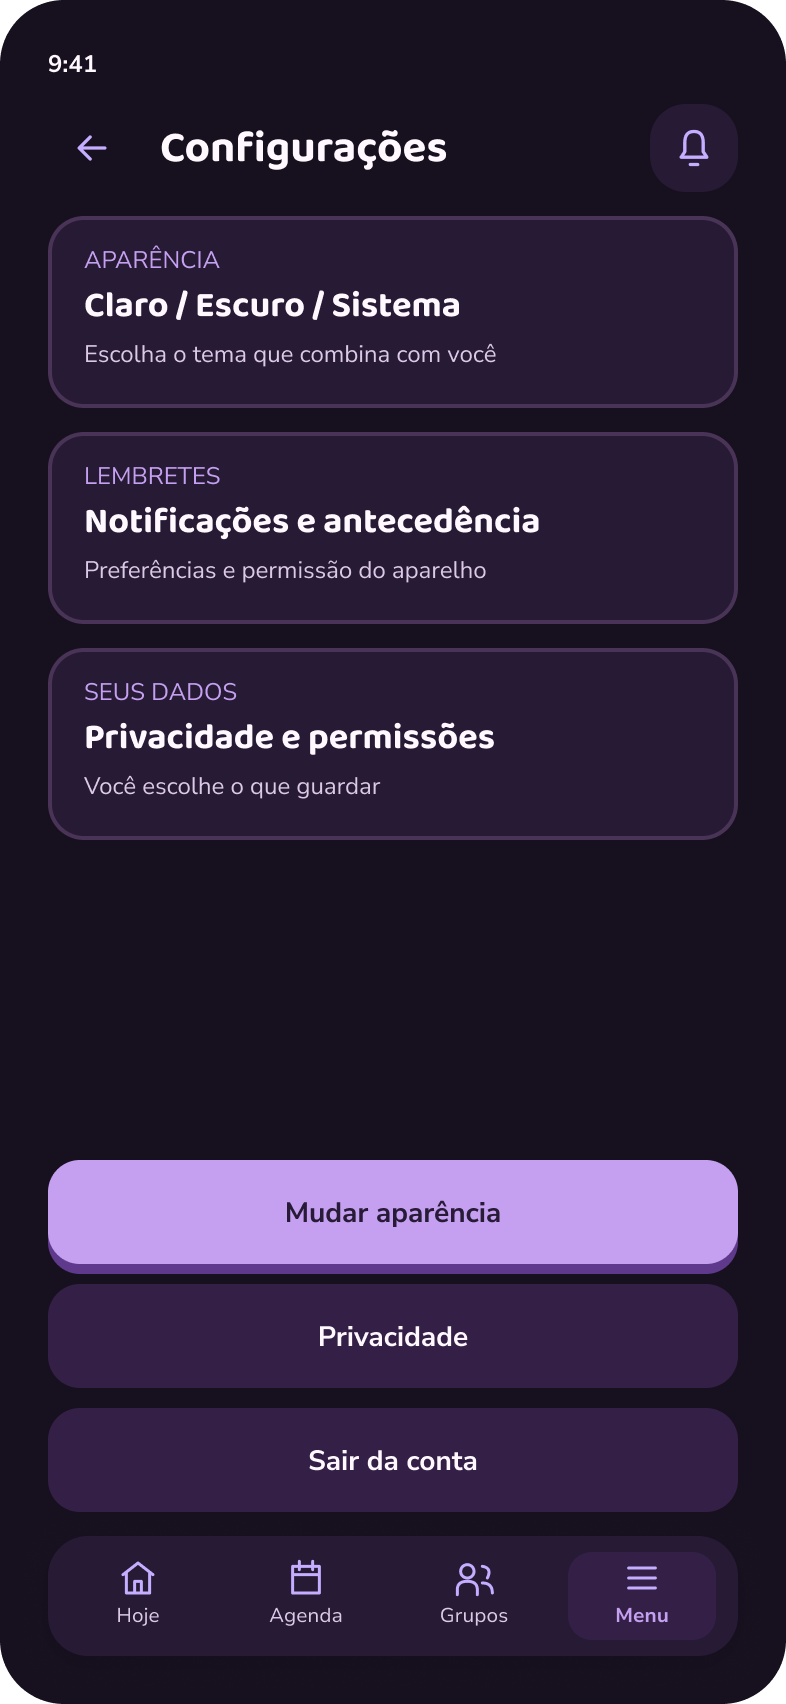 9:41
Configurações
APARÊNCIA
Claro / Escuro / Sistema
Escolha o tema que combina com você
LEMBRETES
Notificações e antecedência
Preferências e permissão do aparelho
SEUS DADOS
Privacidade e permissões
Você escolhe o que guardar
Mudar aparência
Privacidade
Sair da conta
Hoje
Agenda
Grupos
Menu